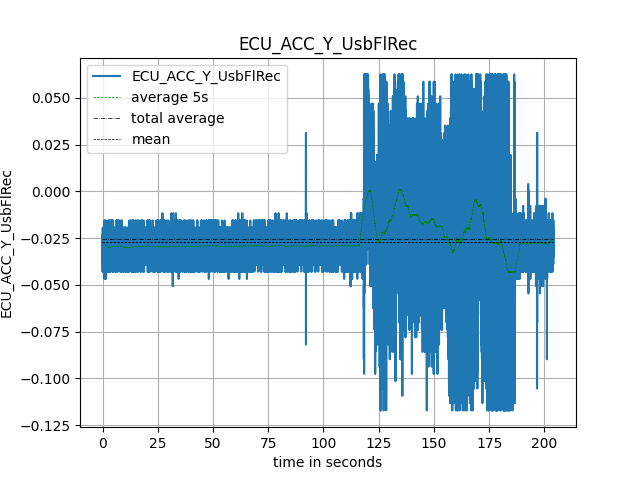 ECU_ACC_Y_UsbFlRec
ECU_ACC_Y_UsbFlRec
average 5s
total average
mean
ECU_ACC_Y_UsbFlRec
0.050
0.025
0.000
−0.025
−0.050
−0.075
−0.100
−0.125
0 25 50 75 100 125 150 175 200
time in seconds